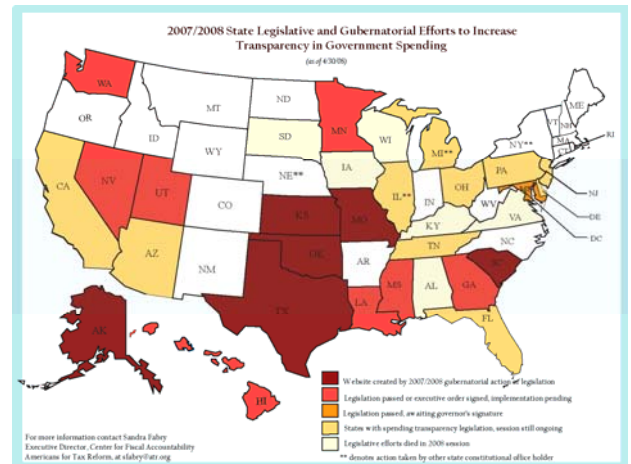 2007/2008 State Legislative and Gubernatorial Efforts to Increase
Transparency in Government Spending
(as of 4/30/08)
WA
OR
CA
NV
ID
UT
AZ
MT
WY
CO
NM
ND
SD
NE**
KS
OK
TX
MN
IA
MO
AR
LA
WI
IL**
MI**
IN
OH
KY
TN
MS
AL
GA
FL
SC
NC
VA
WV
PA
NY**
VT
NH
ME
MA
CT
RI
NJ
DE
DC
AK
HI
Website created by 2007/2008 gubernatorial action of legislation
Legislation passed or executive order signed, implementation pending
Legislation passed, awaiting governor's signature
States with spending transparency legislation, session still ongoing
Legislative efforts died in 2008 session
** denotes action taken by other state constitutional office holder
For more information contact Sandra Fabry
Executive Director, Center for Fiscal Accountability
Americans for Tax Reform, at sfabry@atr.org